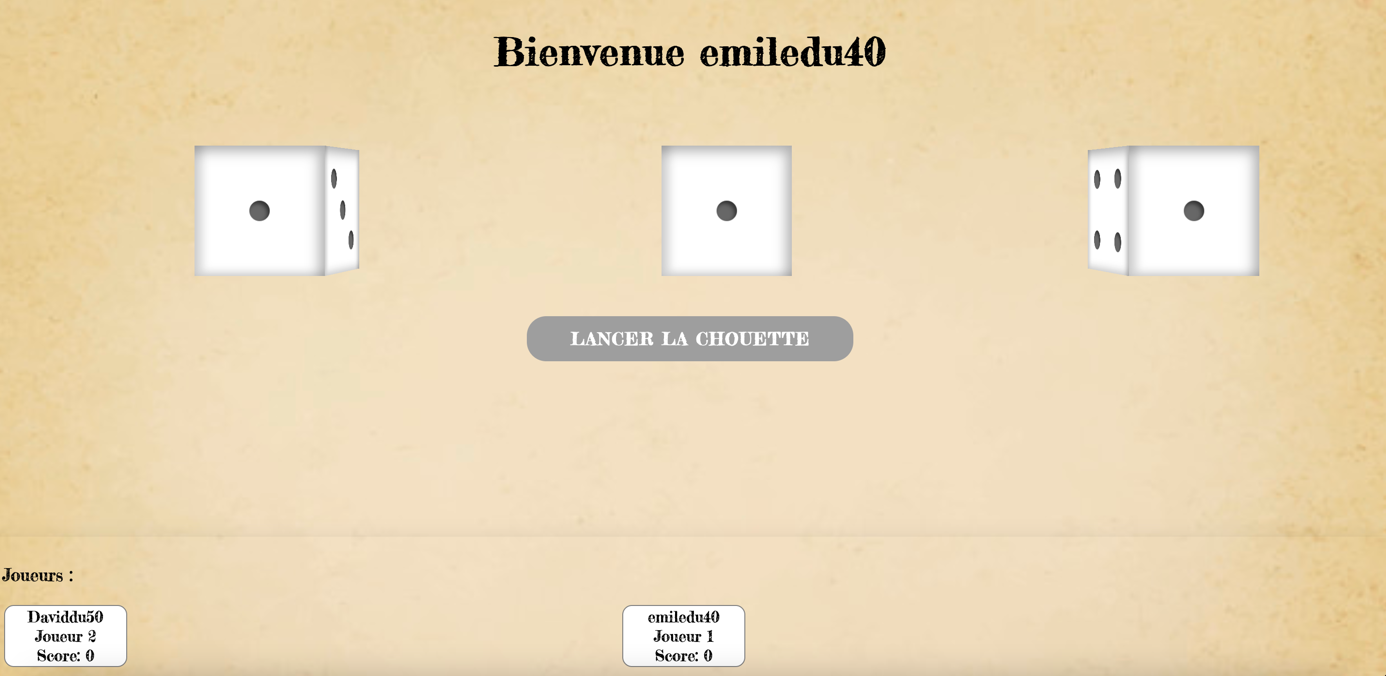 Bienvenue emiledu40
LANCER LA CHOUETTE
Joueurs :
Daviddu50
Joueur 2
Score: 0
emiledu40
Joueur 1
Score: 0